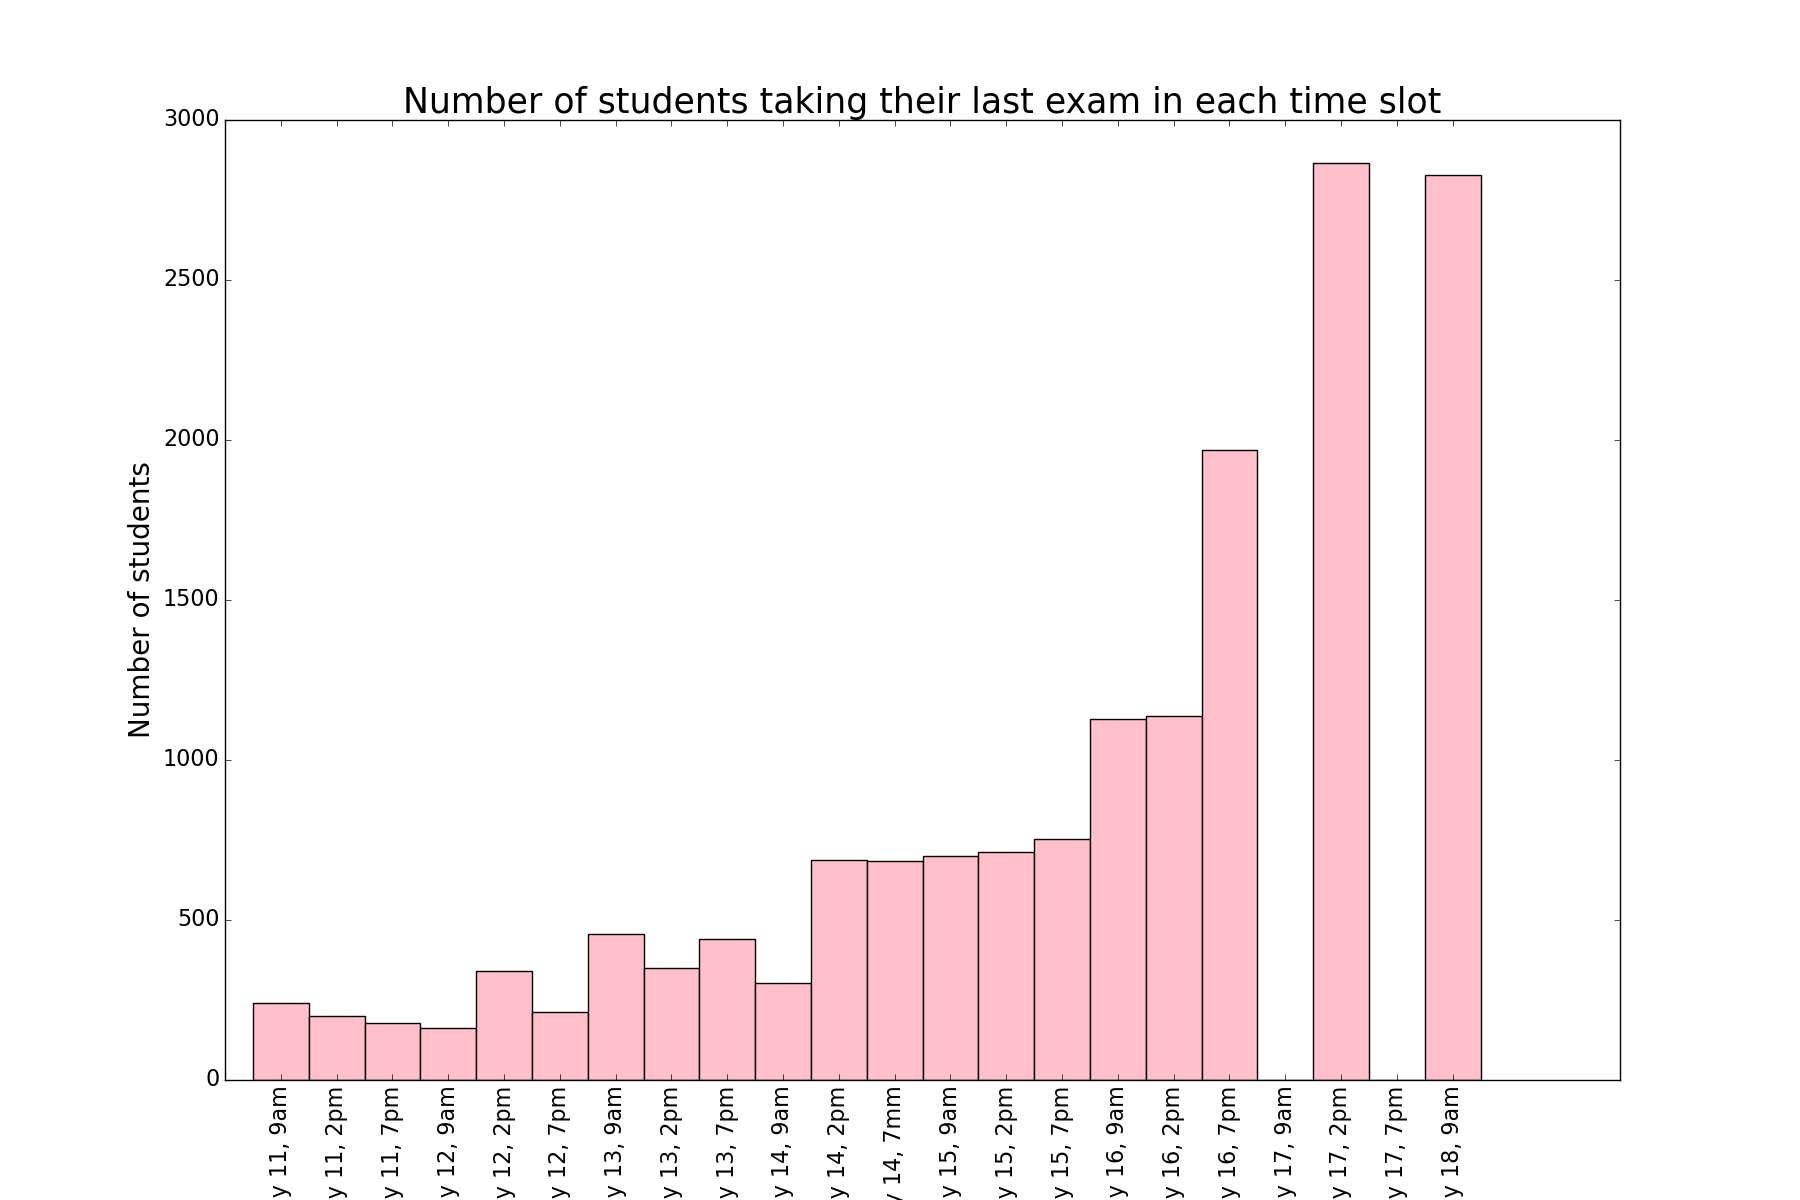 Number of students taking their last exam in each time slot
Number of students
3000
2500
2000
1500
1000
500
0
y 11, 9am
y 11, 2pm
y 11, 7pm
y 12, 9am
y 12, 2pm
y 12, 7pm
y 13, 9am
y 13, 2pm
y 13, 7pm
y 14, 9am
y 14, 2pm
y 14, 7mm
y 15, 9am
y 15, 2pm
y 15, 7pm
y 16, 9am
y 16, 2pm
y 16, 7pm
y 17, 9am
y 17, 2pm
y 17, 7pm
y 18, 9am